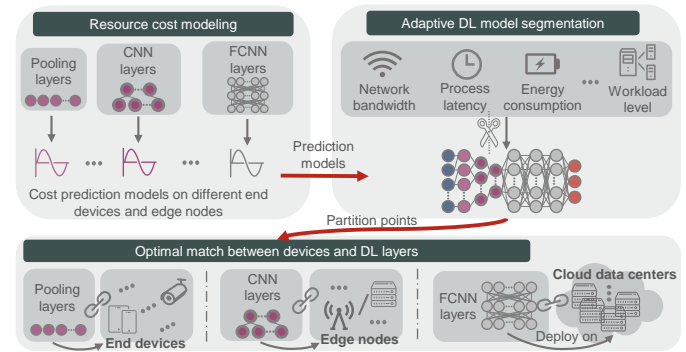 Resource cost modeling
Pooling
layers
CNN
layers
FCNN
layers
...
...
Cost prediction models on different end
devices and edge nodes
Prediction
models
Adaptive DL model segmentation
Network
bandwidth
Process
latency
Energy
consumption
...
Workload
level
Partition points
Optimal match between devices and DL layers
Pooling
layers
End devices
CNN
layers
Edge nodes
FCNN
layers
Cloud data centers
Deploy on